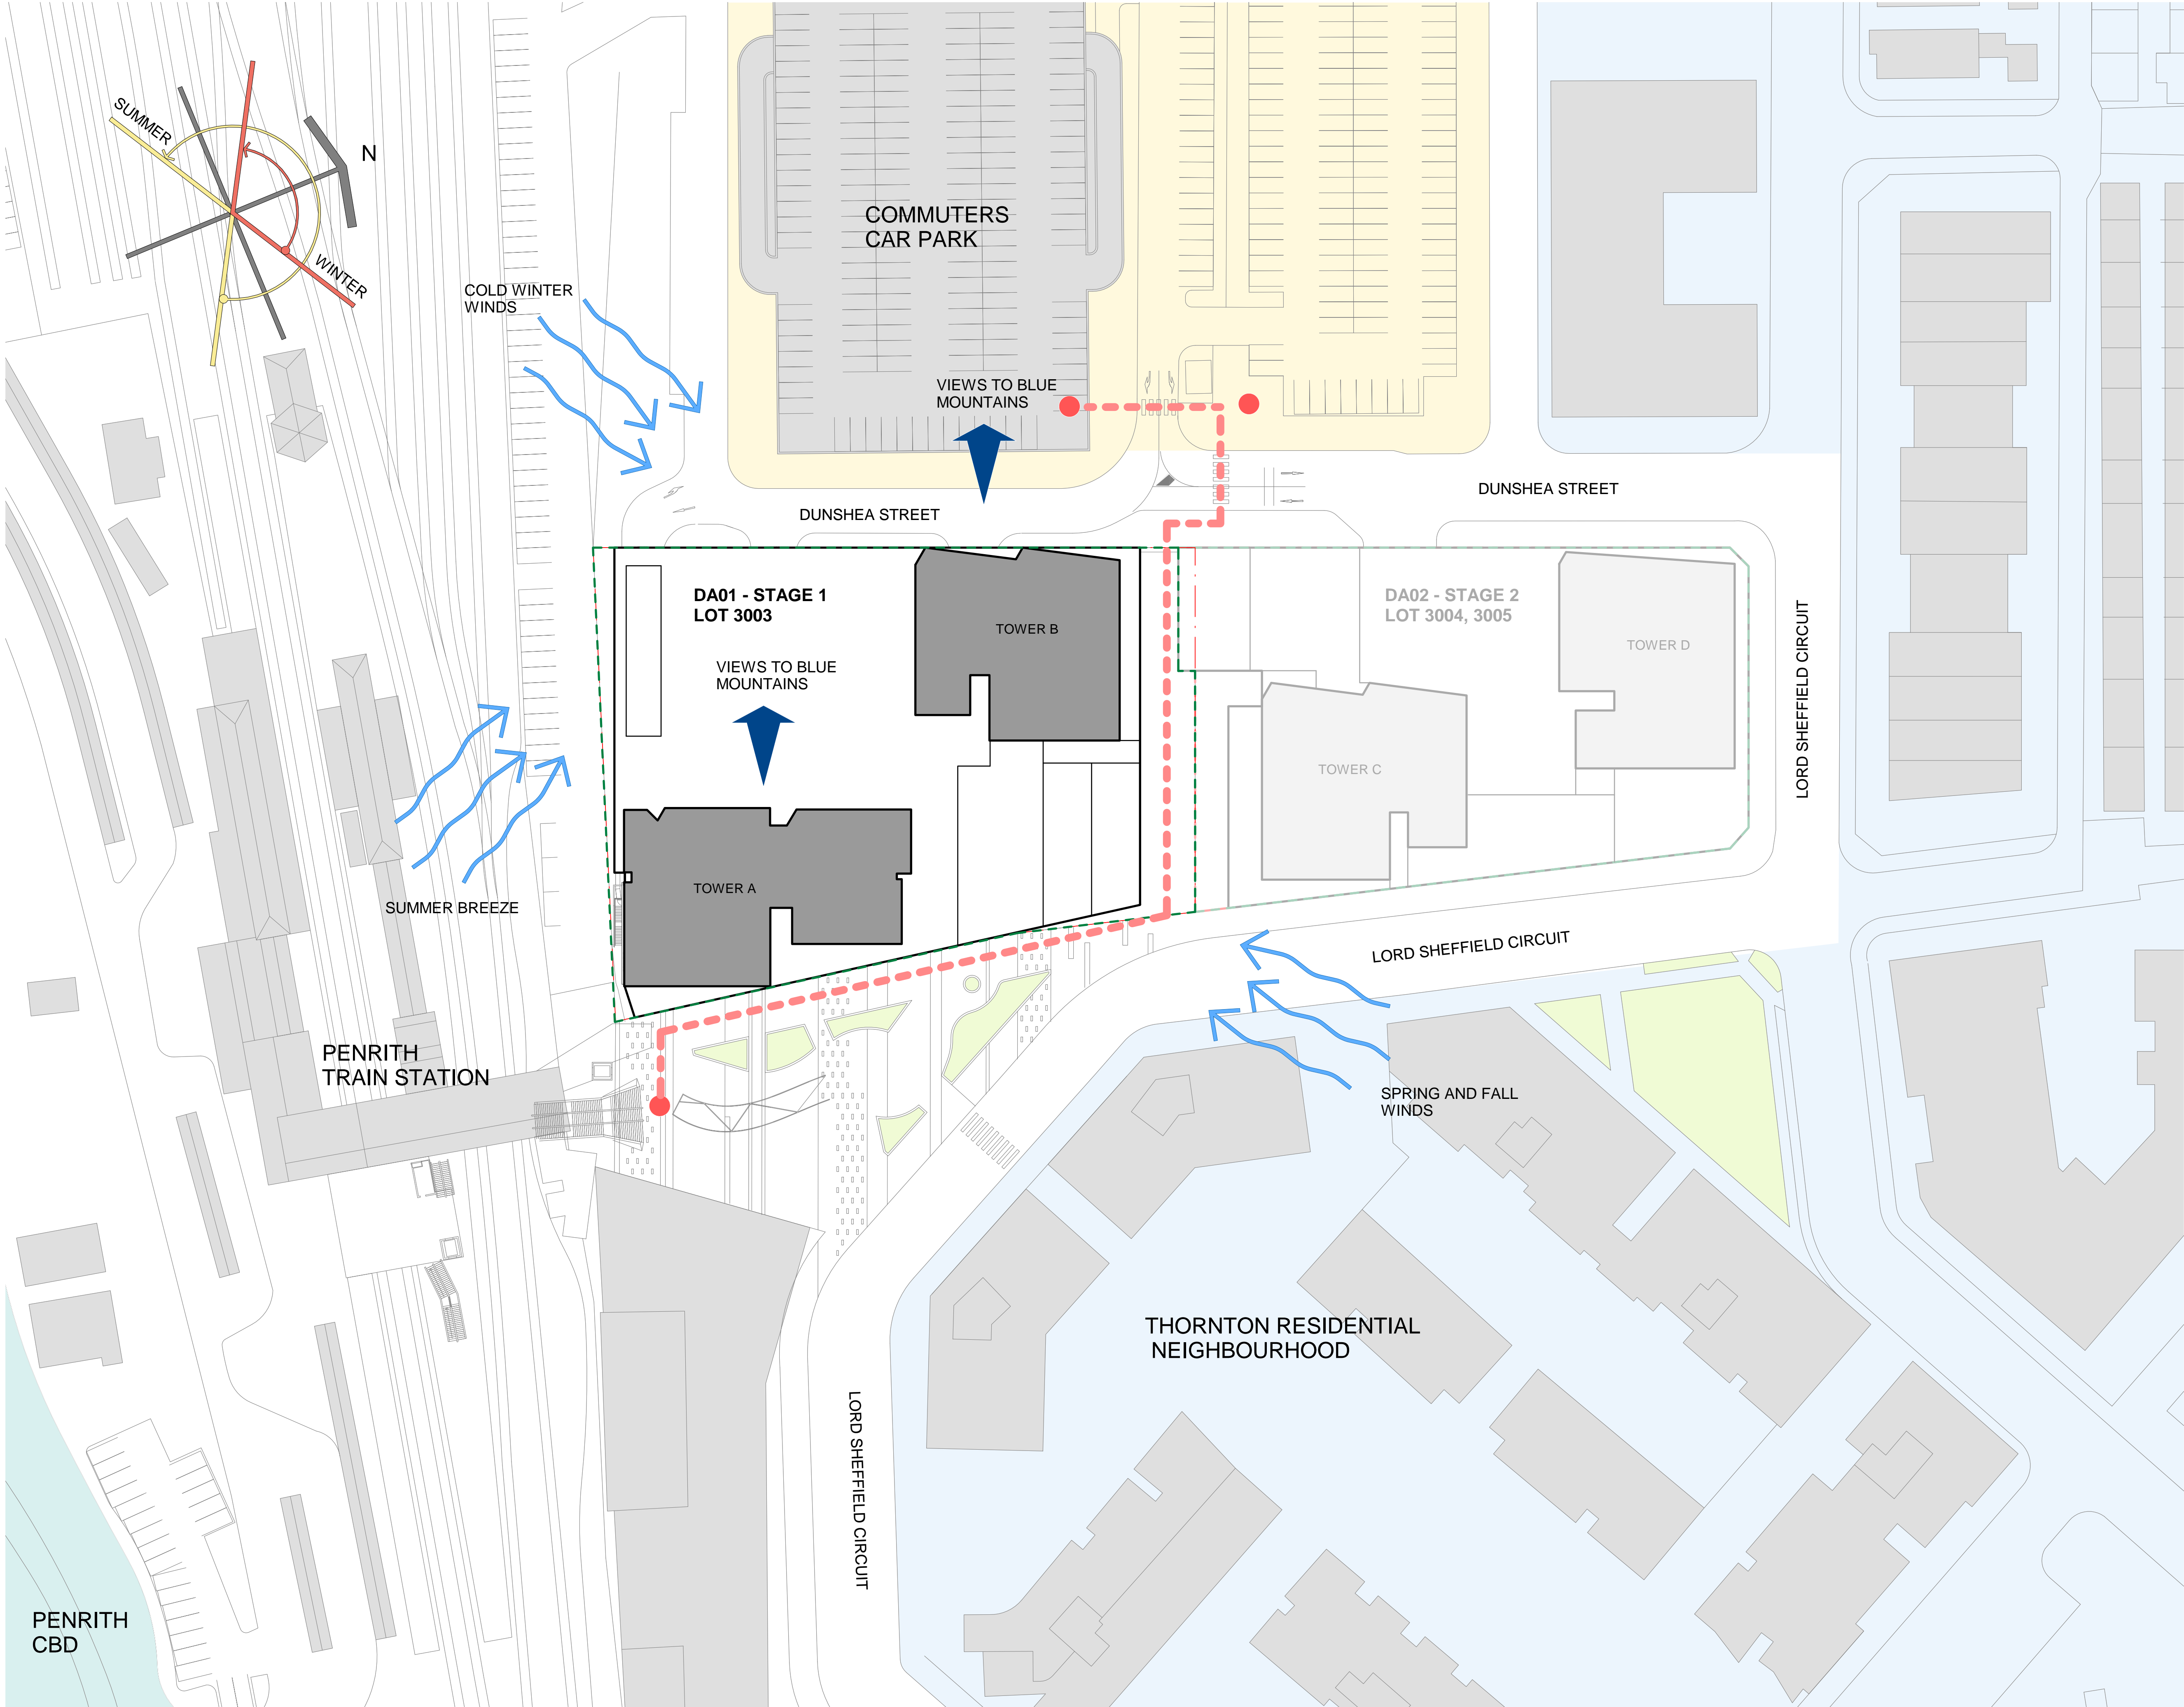 SUMMER
N
WINTER
COLD WINTER
WINDS
COMMUTERS
CAR PARK
VIEWS TO BLUE
MOUNTAINS
DUNSHEA STREET
DUNSHEA STREET
DA01 - STAGE 1
LOT 3003
TOWER B
VIEWS TO BLUE
MOUNTAINS
DA02 - STAGE 2
LOT 3004, 3005
TOWER D
TOWER C
LORD SHEFFIELD CIRCUIT
TOWER A
SUMMER BREEZE
LORD SHEFFIELD CIRCUIT
PENRITH
TRAIN STATION
SPRING AND FALL
WINDS
THORNTON RESIDENTIAL
NEIGHBOURHOOD
LORD SHEFFIELD CIRCUIT
PENRITH
CBD